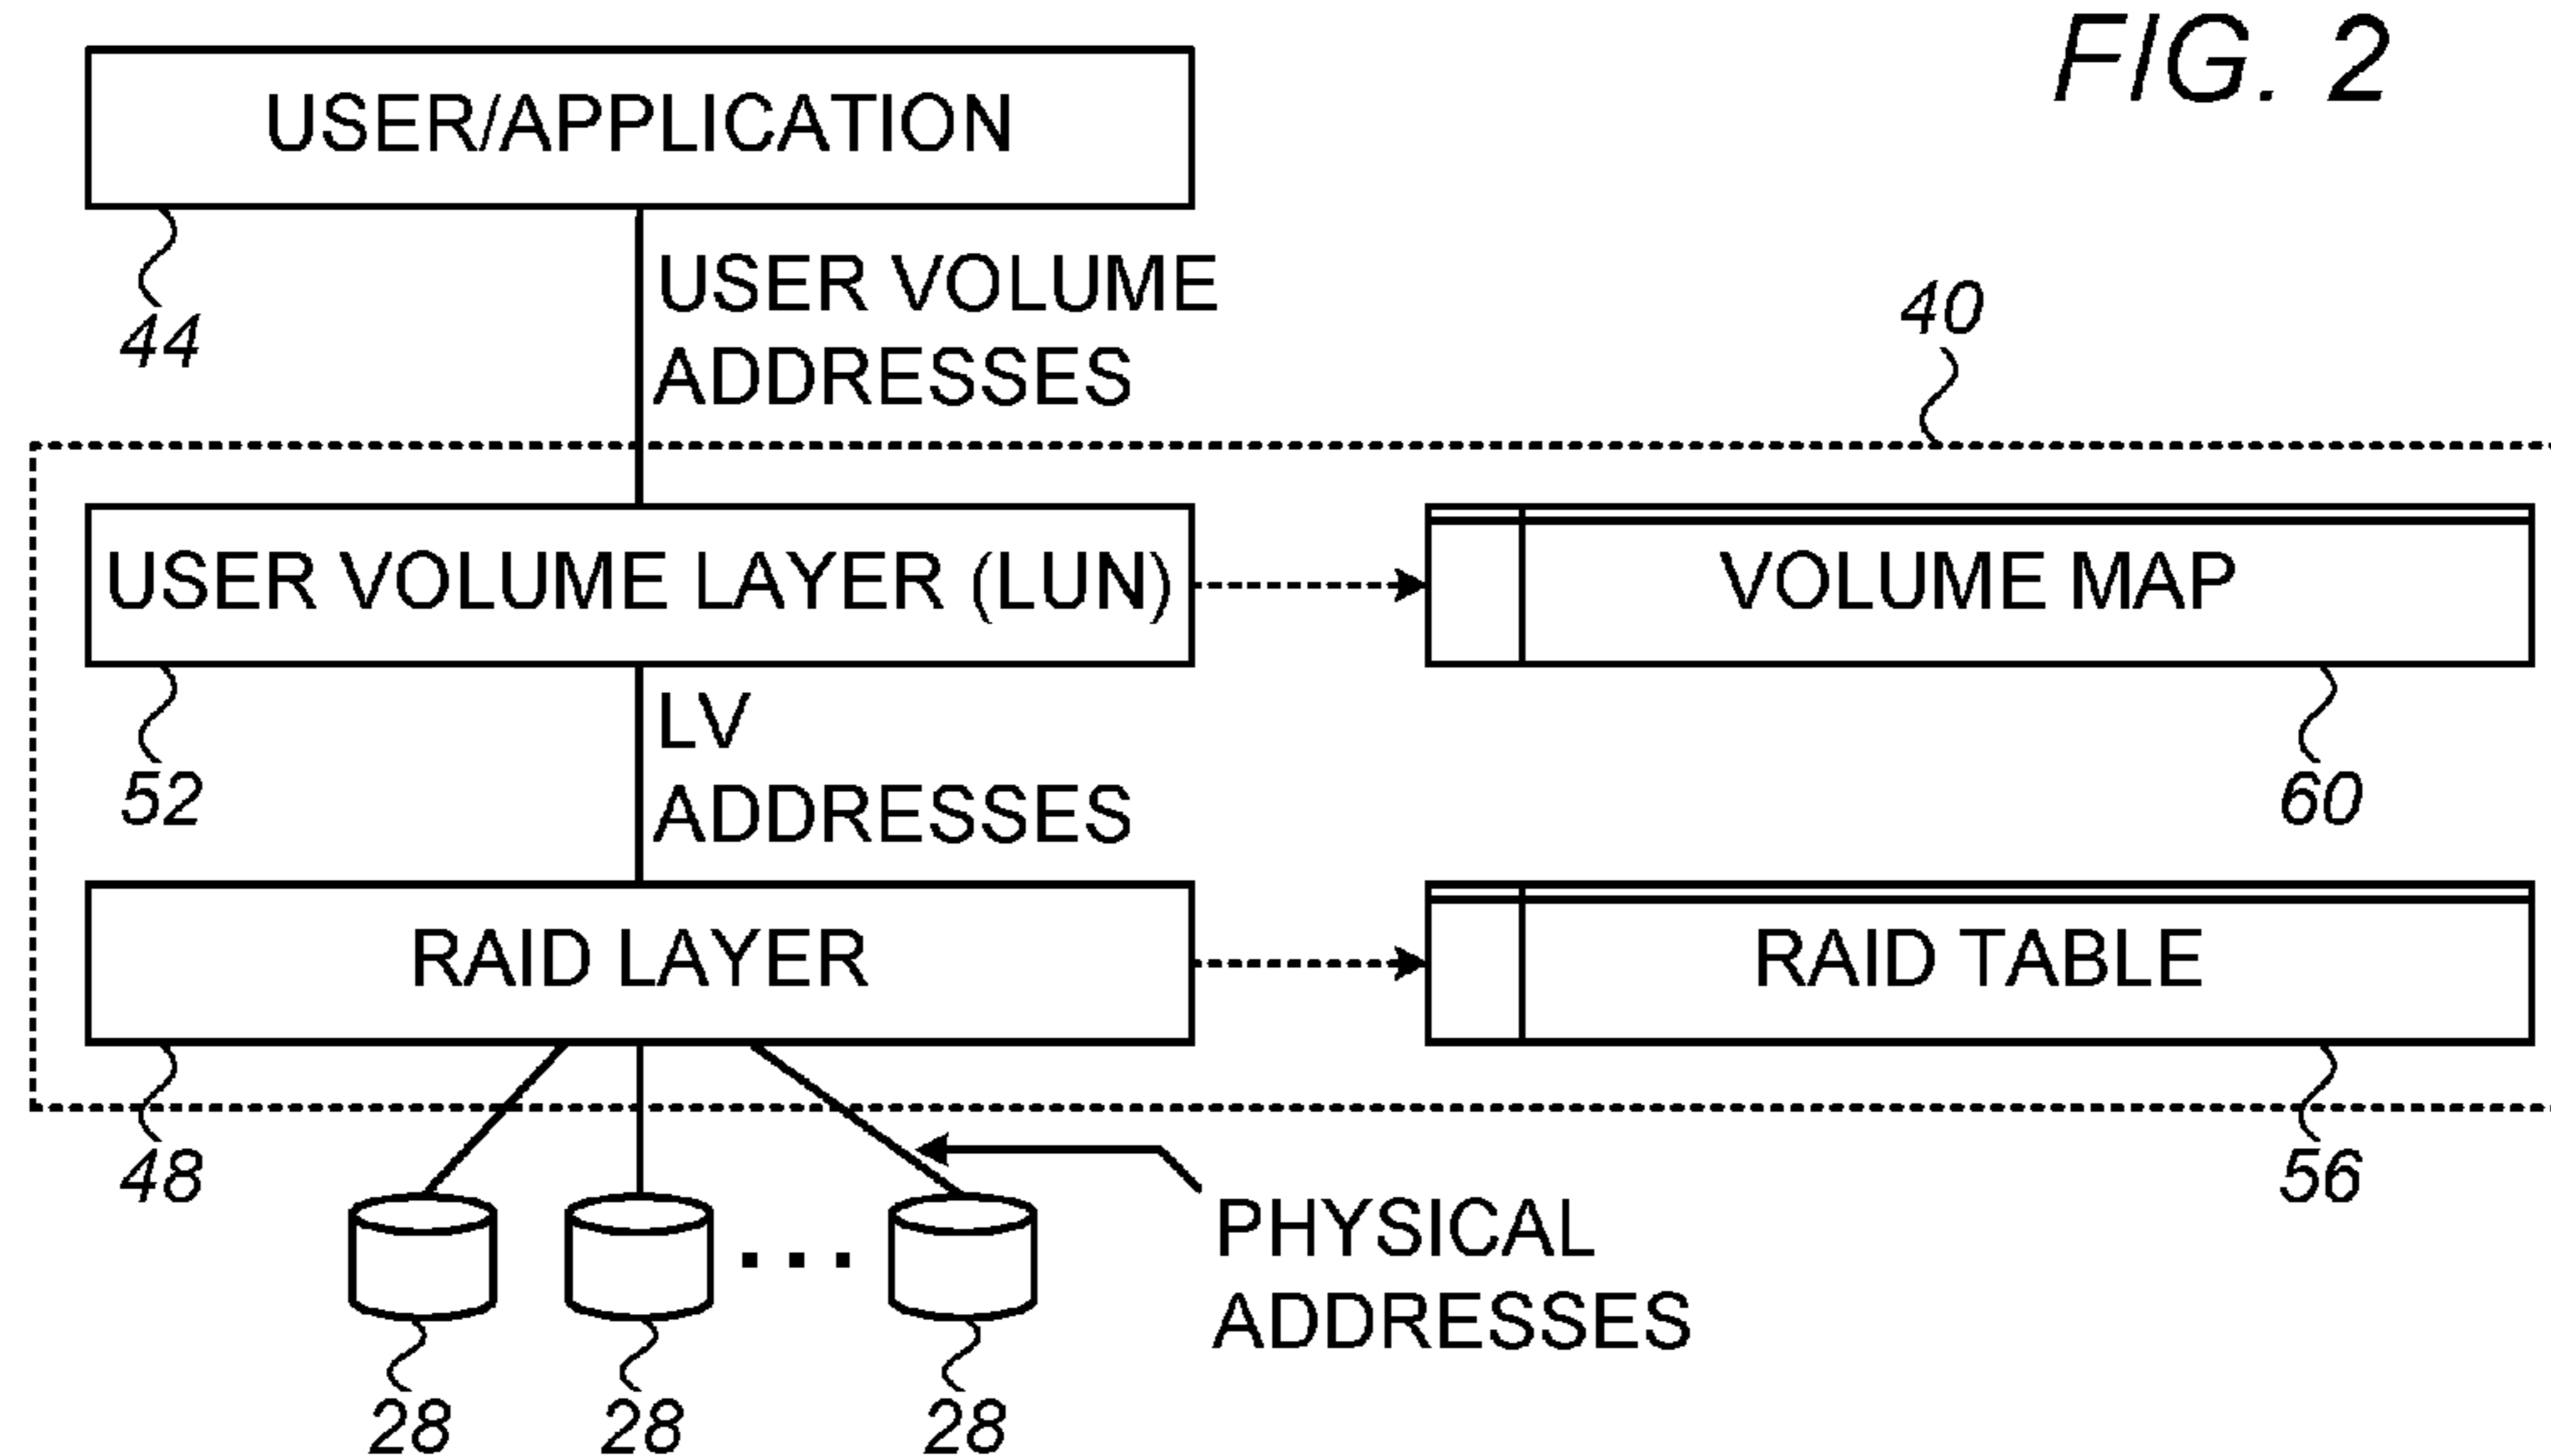 FIG. 2
USER/APPLICATION
44
USER VOLUME
ADDRESSES
40
USER VOLUME LAYER (LUN)
VOLUME MAP
52
LV
ADDRESSES
60
RAID LAYER
RAID TABLE
48
56
PHYSICAL
ADDRESSES
...
28
28
28